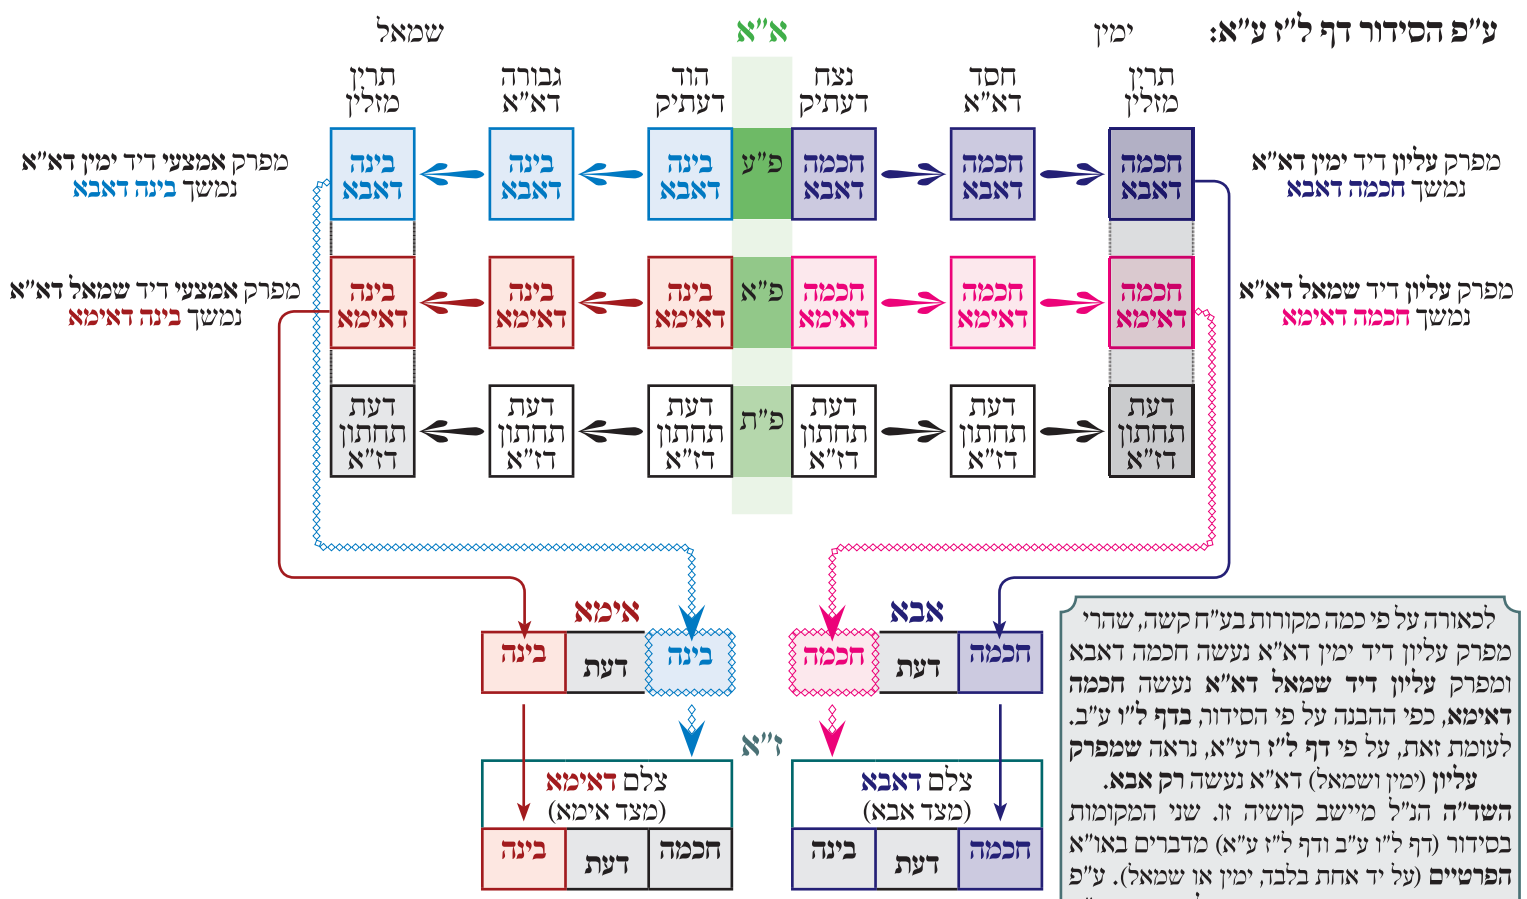 ע"פ הסידור דף ל"ז ע"א:
ימין
א"א
שמאל
תרין מזלין
חסד דא"א
נצח דעתיק
הוד דעתיק
גבורה דא"א
תרין מזלין
מפרק עליון דיד ימין דא"א
נמשך חכמה דאבא
חכמה דאבא
חכמה דאבא
חכמה דאבא
פ"ע
בינה דאבא
בינה דאבא
בינה דאבא
מפרק אמצעי דיד ימין דא"א
נמשך בינה דאבא
מפרק עליון דיד שמאל דא"א
נמשך חכמה דאימא
חכמה דאימא
חכמה דאימא
חכמה דאימא
פ"א
בינה דאימא
בינה דאימא
בינה דאימא
מפרק אמצעי דיד שמאל דא"א
נמשך בינה דאימא
דעת תחתון דז"א
דעת תחתון דז"א
דעת תחתון דז"א
פ"ת
דעת תחתון דז"א
דעת תחתון דז"א
דעת תחתון דז"א
אבא
חכמה
דעת
חכמה
אימא
בינה
דעת
בינה
ז"א
צלם דאבא
(מצד אבא)
חכמה
דעת
בינה
צלם דאימא
(מצד אימא)
חכמה
דעת
בינה
לכאורה על פי כמה מקורות בע"ח קשה, שהרי
מפרק עליון דיד ימין דא"א נעשה חכמה דאבא
ומפרק עליון דיד שמאל דא"א נעשה חכמה
דאימא, כפי ההבנה על פי הסידור, בדף ל"ו ע"ב.
לעומת זאת, על פי דף ל"ז רע"א, נראה שמפרק
עליון (ימין ושמאל) דא"א נעשה רק אבא.
השד"ה הנ"ל מיישב קושיה זו. שני המקומות
בסידור (דף ל"ו ע"ב ודף ל"ז ע"א) מדברים באו"א
הפרטיים (על יד אחת בלבד, ימין או שמאל). ע"פ